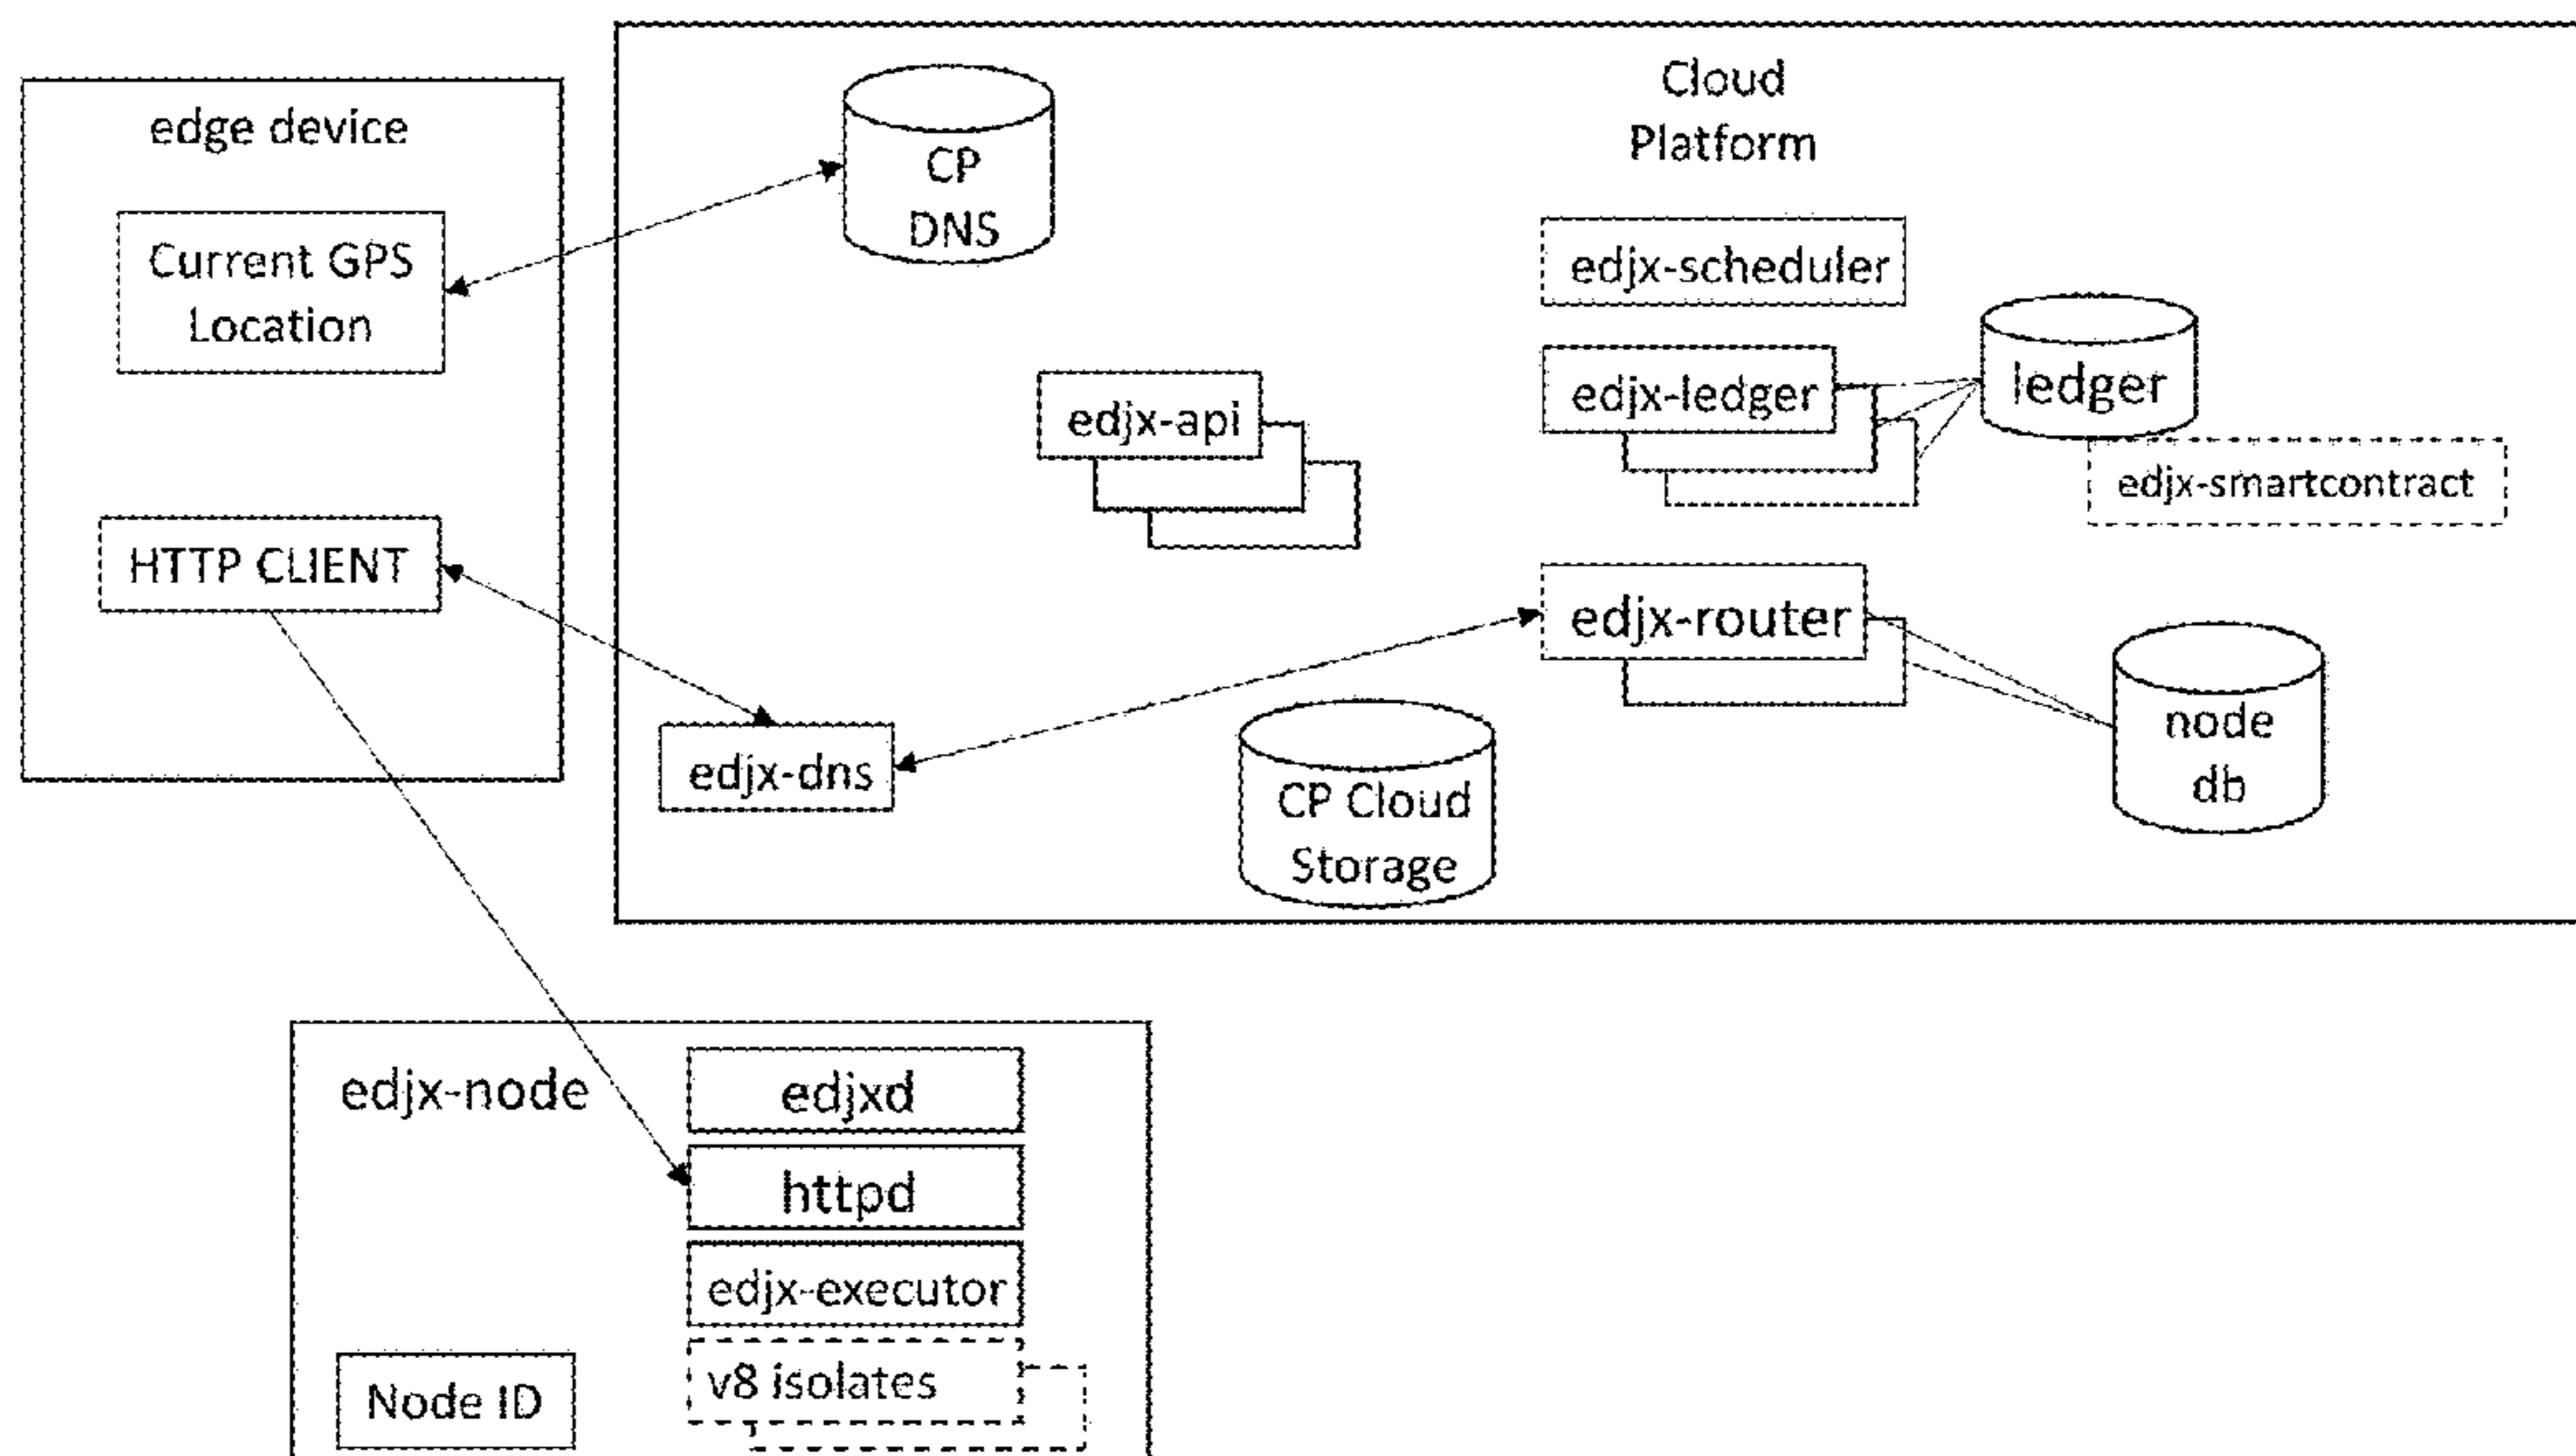 edge device
Current GPS
Location
HTTP CLIENT
Cloud
Platform
CP
DNS
edjx-scheduler
edjx-ledger
ledger
edjx-api
edjx-smartcontract
edjx-router
node
db
edjx-dns
CP Cloud
Storage
edjx-node
edjxd
httpd
edjx-executor
v8 isolates
Node ID